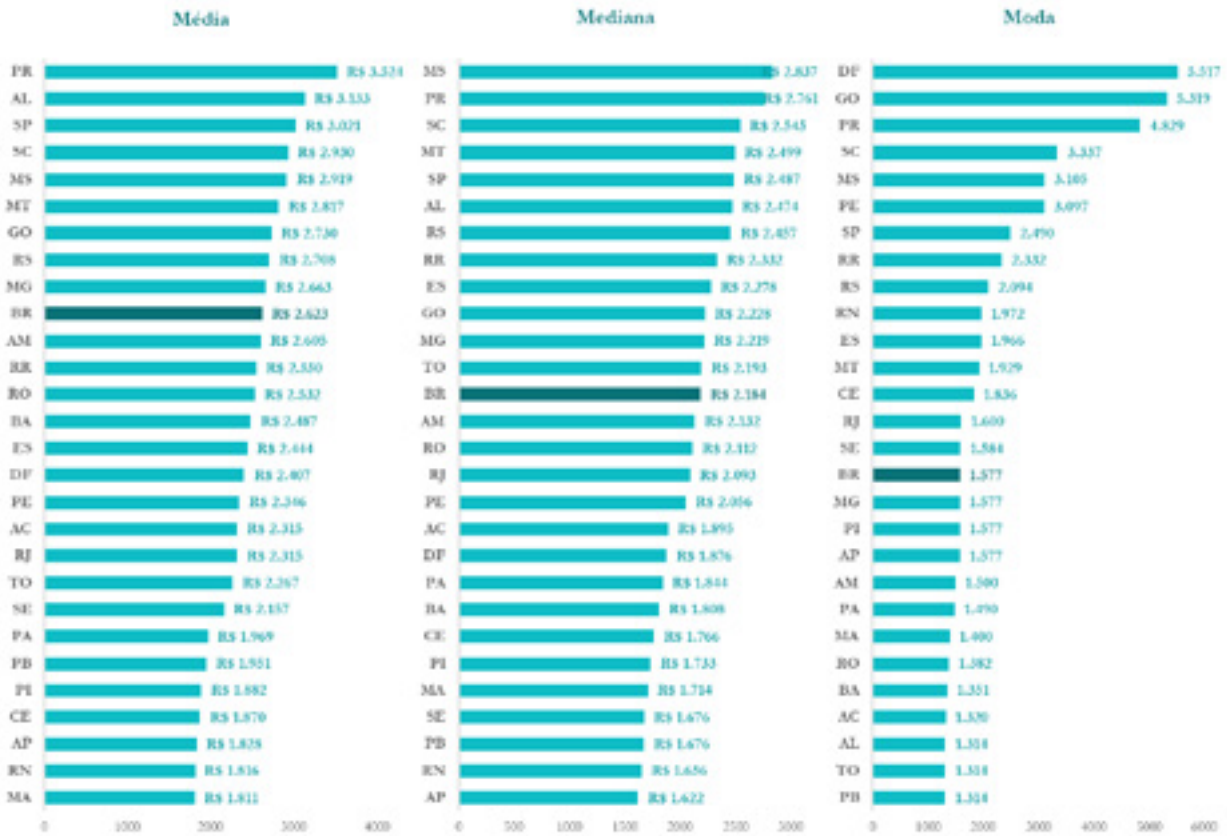 Média
PR R$ 3.524
AL R$ 3.133
SP R$ 3.021
SC R$ 2.930
MS R$ 2.919
MT R$ 2.817
GO R$ 2.730
RS R$ 2.708
MG R$ 2.663
BR R$ 2.623
AM R$ 2.605
RR R$ 2.550
RO R$ 2.532
BA R$ 2.487
ES R$ 2.444
DF R$ 2.407
PE R$ 2.346
AC R$ 2.315
RJ R$ 2.315
TO R$ 2.267
SE R$ 2.157
PA R$ 1.969
PB R$ 1.951
PI R$ 1.882
CE R$ 1.870
AP R$ 1.828
RN R$ 1.816
MA R$ 1.811
0 1000 2000 3000 4000
Mediana
MS R$ 2.837
PR R$ 2.761
SC R$ 2.545
MT R$ 2.499
SP R$ 2.487
AL R$ 2.474
RS R$ 2.457
RR R$ 2.332
ES R$ 2.278
GO R$ 2.228
MG R$ 2.219
TO R$ 2.193
BR R$ 2.184
AM R$ 2.132
RO R$ 2.112
RJ R$ 2.093
PE R$ 2.056
AC R$ 1.895
DF R$ 1.876
PA R$ 1.844
BA R$ 1.808
CE R$ 1.766
PI R$ 1.733
MA R$ 1.714
SE R$ 1.676
PB R$ 1.676
RN R$ 1.656
AP R$ 1.622
0 500 1000 1500 2000 2500 3000
Moda
DF 5.517
GO 5.319
PR 4.829
SC 3.337
MS 3.105
PE 3.097
SP 2.490
RR 2.332
RS 2.094
RN 1.972
ES 1.966
MT 1.929
CE 1.836
RJ 1.600
SE 1.584
BR 1.577
MG 1.577
PI 1.577
AP 1.577
AM 1.500
PA 1.490
MA 1.400
RO 1.382
BA 1.351
AC 1.320
AL 1.310
TO 1.310
PB 1.310
0 1000 2000 3000 4000 5000 6000